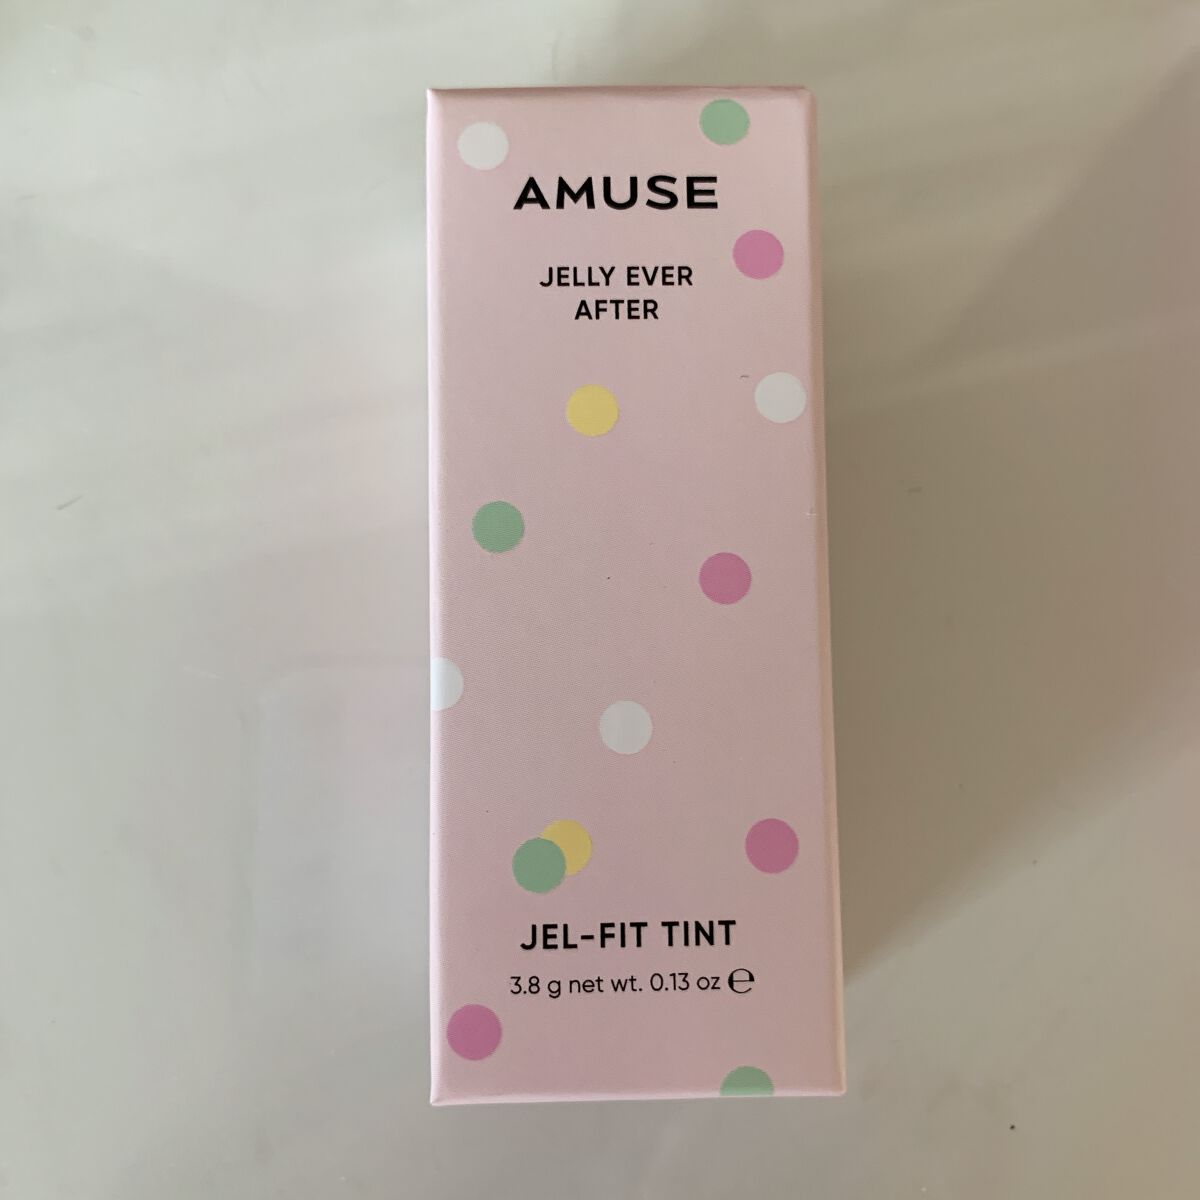 AMUSE
JELLY EVER
AFTER
JEL-FIT TINT
3.8 g net wt. 0.13 oz ℮